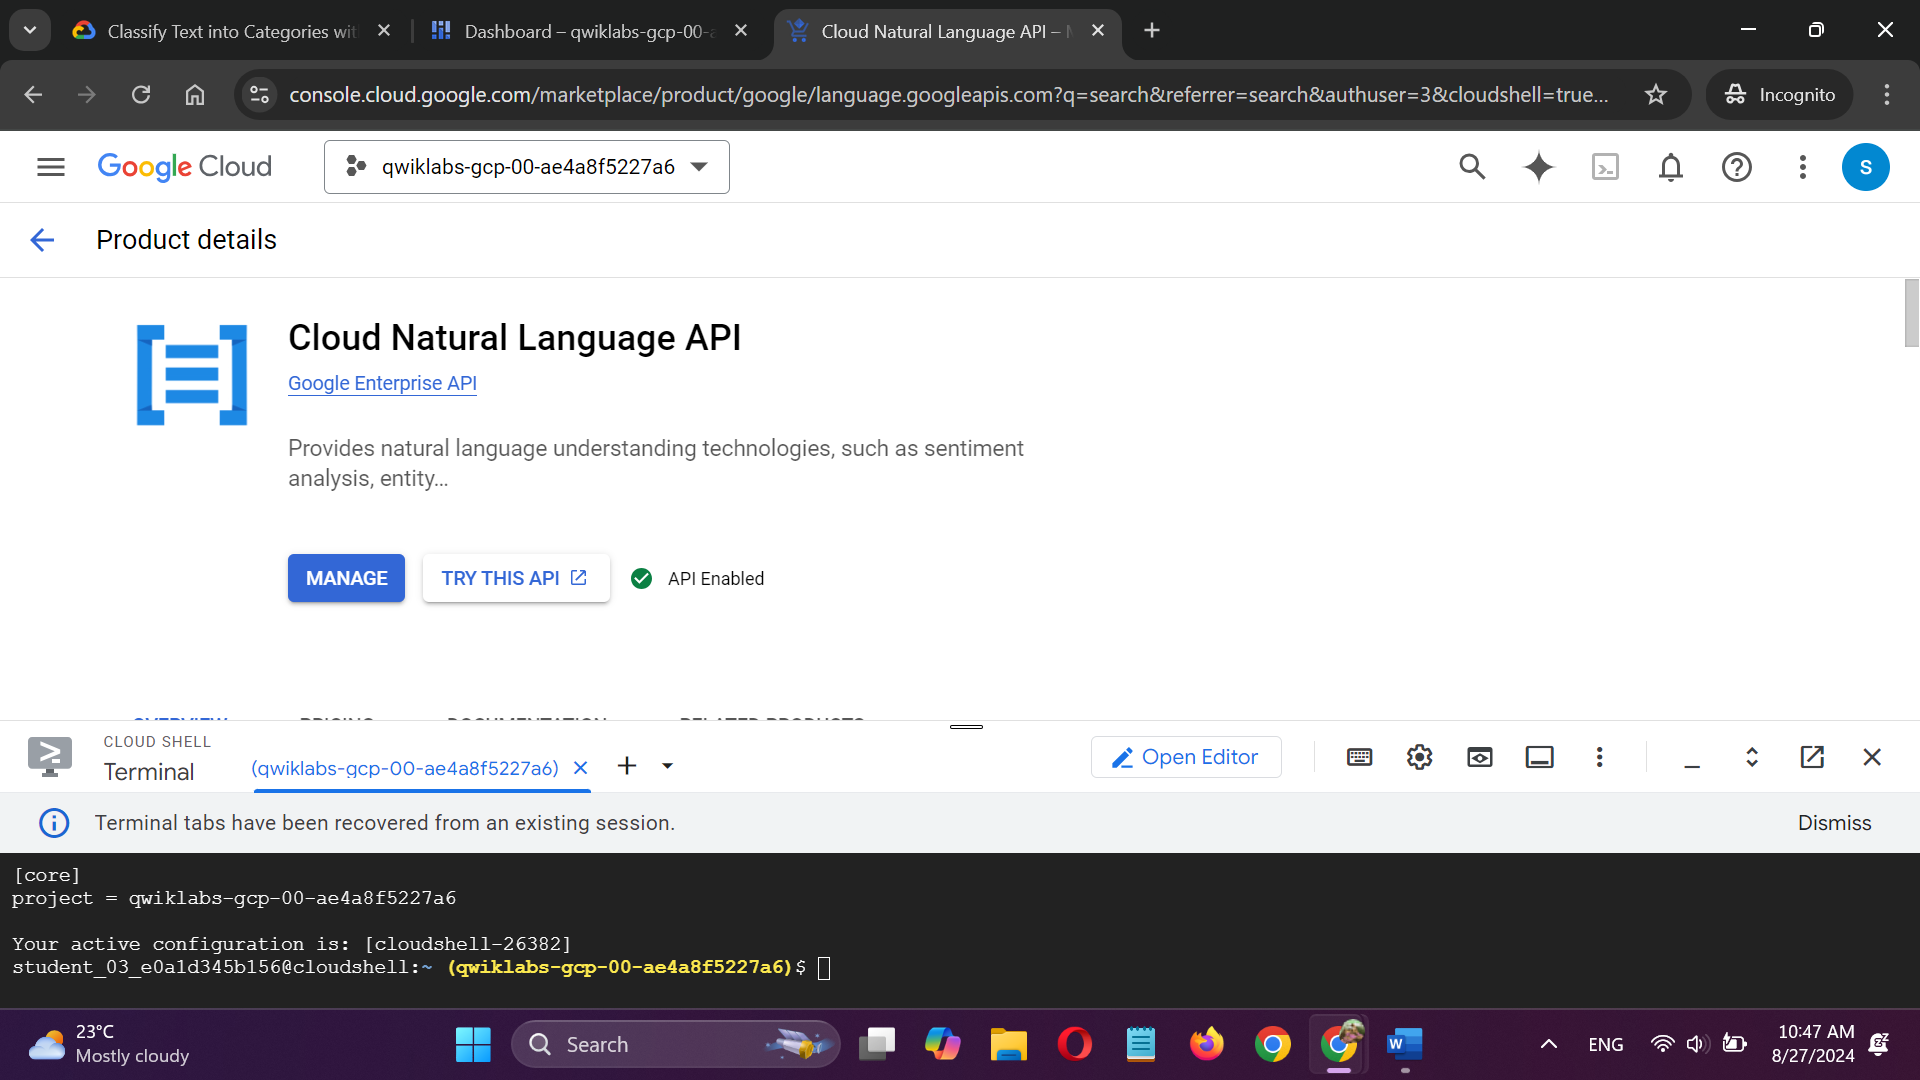 Classify Text into Categories wit
Dashboard – qwiklabs-gcp-00-a
Cloud Natural Language API – M
console.cloud.google.com/marketplace/product/google/language.googleapis.com?q=search&referrer=search&authuser=3&cloudshell=true...
Incognito
Google Cloud
qwiklabs-gcp-00-ae4a8f5227a6
S
Product details
Cloud Natural Language API
Google Enterprise API
Provides natural language understanding technologies, such as sentiment
analysis, entity...
MANAGE
TRY THIS API
API Enabled
OVERVIEW
PRICING
DOCUMENTATION
RELATED PRODUCTS
CLOUD SHELL
Terminal
(qwiklabs-gcp-00-ae4a8f5227a6)
Open Editor
Terminal tabs have been recovered from an existing session.
Dismiss
[core]
project = qwiklabs-gcp-00-ae4a8f5227a6
Your active configuration is: [cloudshell-26382]
student_03_e0a1d345b156@cloudshell:~ (qwiklabs-gcp-00-ae4a8f5227a6)$
23°C
Mostly cloudy
Search
ENG
10:47 AM
8/27/2024